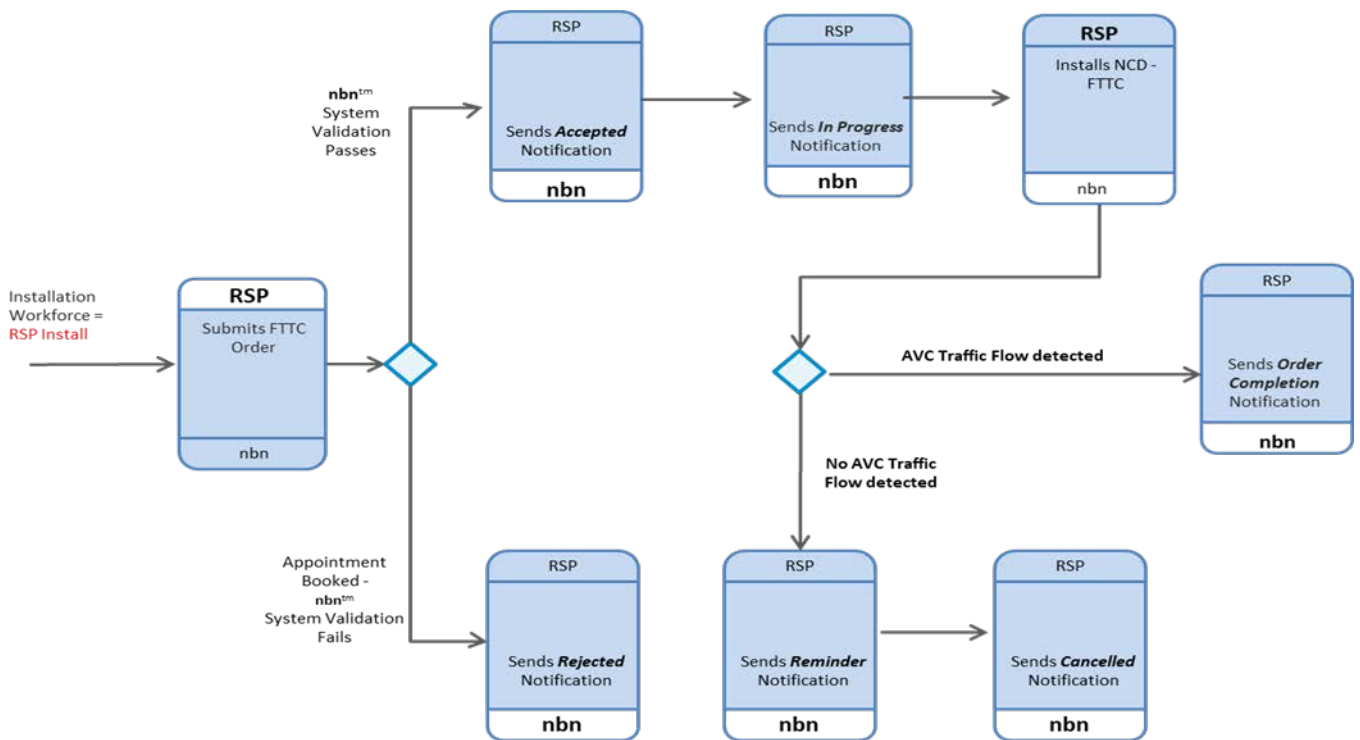 RSP
Sends Accepted
Notification
nbn
RSP
Sends In Progress
Notification
nbn
RSP
Installs NCD -
FTTC
nbn
nbn™
System
Validation
Passes
Installation
Workforce =
RSP Install
RSP
Submits FTTC
Order
nbn
AVC Traffic Flow detected
RSP
Sends Order
Completion
Notification
nbn
No AVC Traffic
Flow detected
Appointment
Booked -
nbn™
System Validation
Fails
RSP
Sends Rejected
Notification
nbn
RSP
Sends Reminder
Notification
nbn
RSP
Sends Cancelled
Notification
nbn